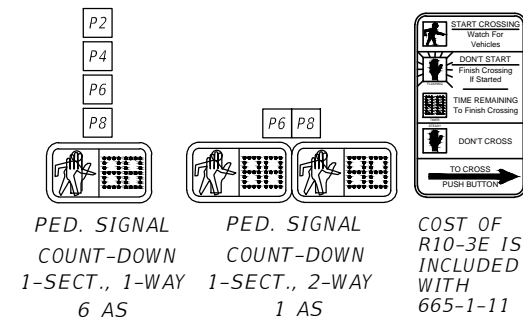 P2
P4
P6
P8
PED. SIGNAL
COUNT-DOWN
1-SECT., 1-WAY
6 AS
P6 P8
PED. SIGNAL
COUNT-DOWN
1-SECT., 2-WAY
1 AS
START CROSSING
Watch For
Vehicles
DON'T START
Finish Crossing
If Started
TIME REMAINING
To Finish Crossing
DON'T CROSS
TO CROSS
PUSH BUTTON
COST OF
R10-3E IS
INCLUDED
WITH
665-1-11